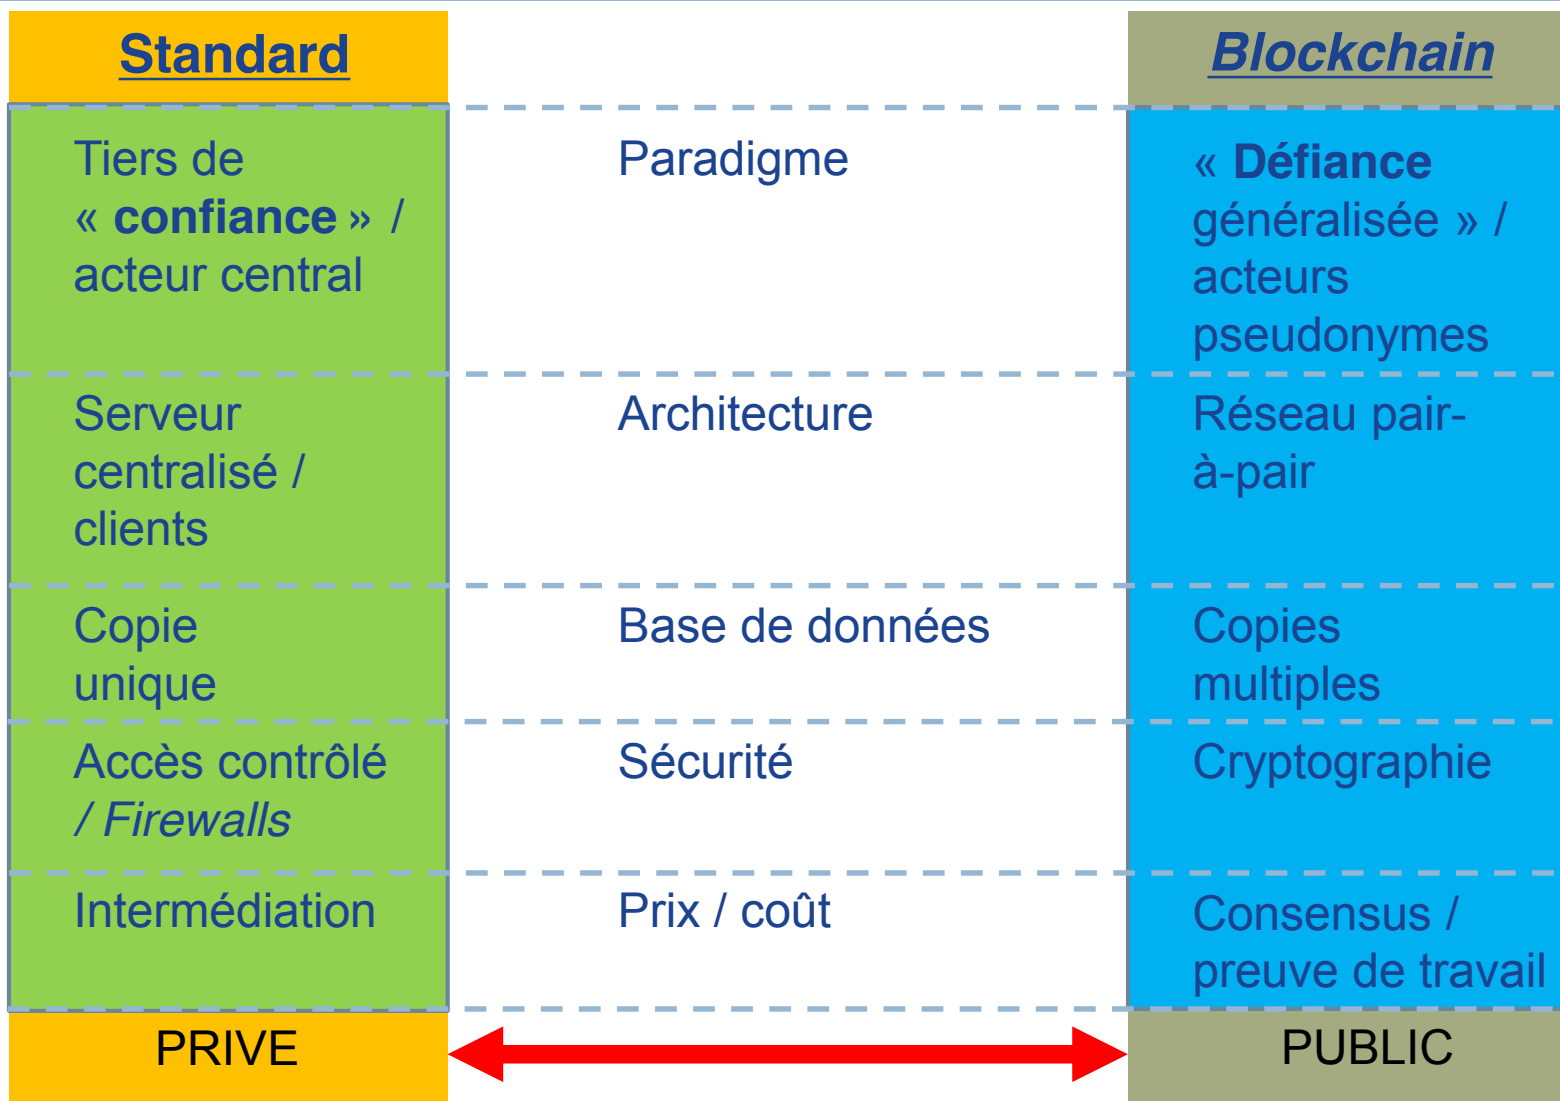 Standard
Blockchain
Tiers de
« confiance » /
acteur central
Paradigme
« Défiance
généralisée » /
acteurs
pseudonymes
Serveur
centralisé /
clients
Architecture
Réseau pair-
à-pair
Copie
unique
Base de données
Copies
multiples
Accès contrôlé
/ Firewalls
Sécurité
Cryptographie
Intermédiation
Prix / coût
Consensus /
preuve de travail
PRIVE
PUBLIC